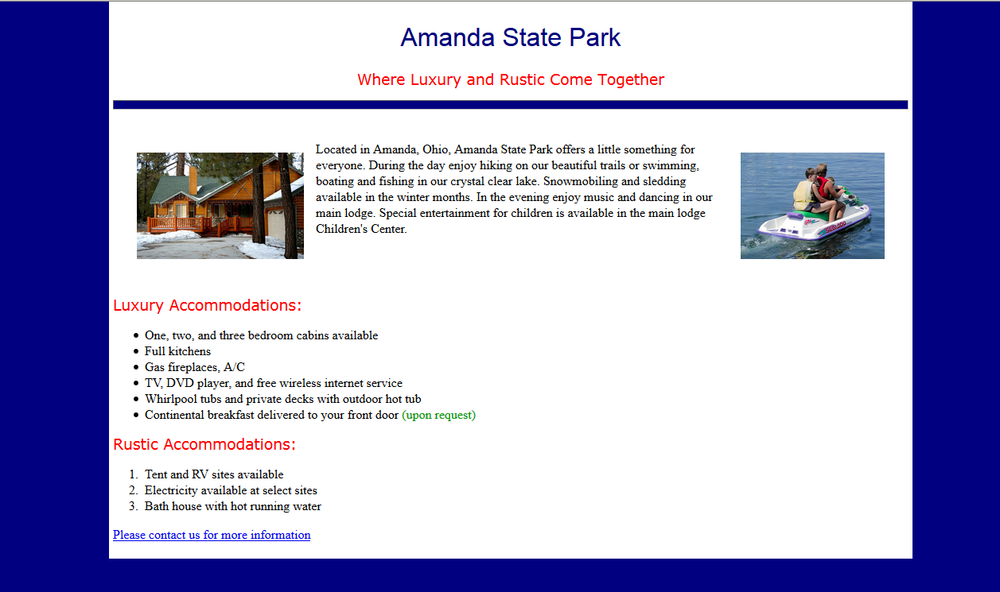 Amanda State Park
Where Luxury and Rustic Come Together
Located in Amanda, Ohio, Amanda State Park offers a little something for
everyone. During the day enjoy hiking on our beautiful trails or swimming,
boating and fishing in our crystal clear lake. Snowmobiling and sledding
available in the winter months. In the evening enjoy music and dancing in our
main lodge. Special entertainment for children is available in the main lodge
Children's Center.
SEADOO
Luxury Accommodations:
• One, two, and three bedroom cabins available
• Full kitchens
• Gas fireplaces, A/C
• TV, DVD player, and free wireless internet service
• Whirlpool tubs and private decks with outdoor hot tub
• Continental breakfast delivered to your front door (upon request)
Rustic Accommodations:
1. Tent and RV sites available
2. Electricity available at select sites
3. Bath house with hot running water
Please contact us for more information